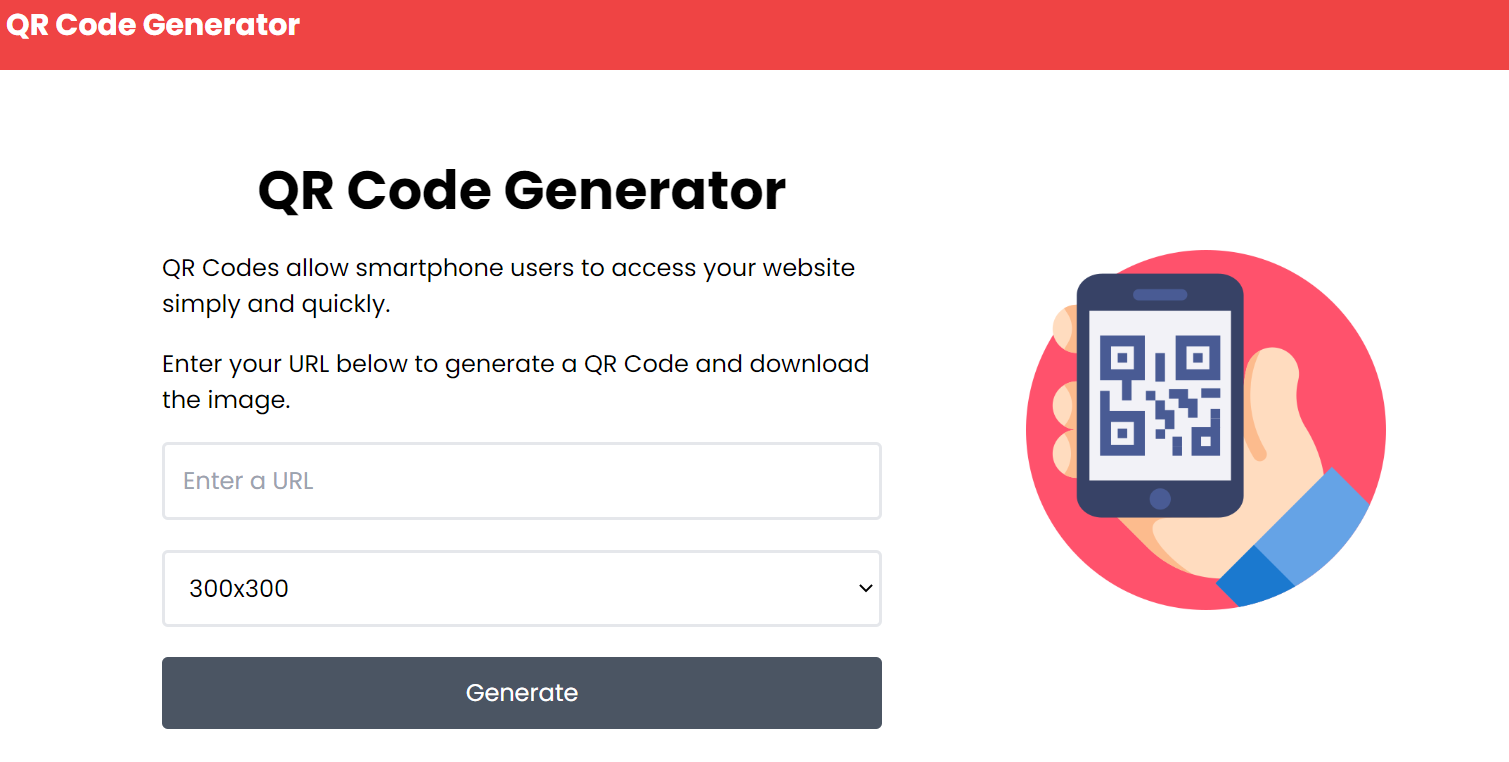 QR Code Generator
QR Code Generator
QR Codes allow smartphone users to access your website
simply and quickly.
Enter your URL below to generate a QR Code and download
the image.
Enter a URL
300x300
Generate